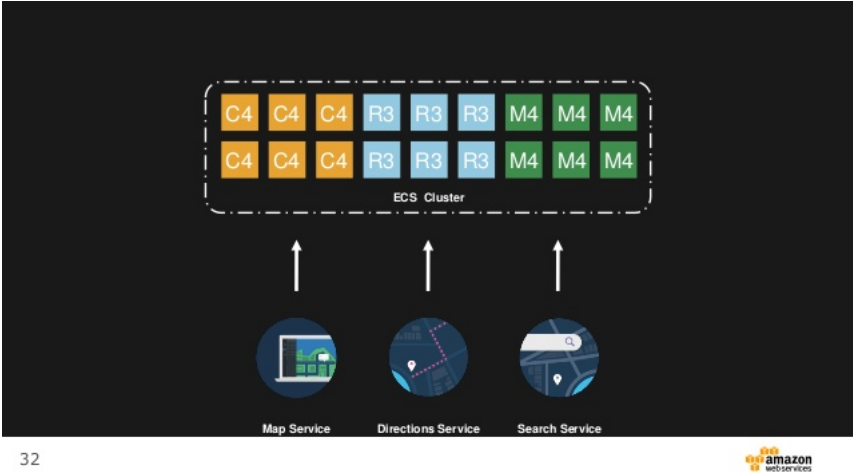 C4 C4 C4 R3 R3 R3 M4 M4 M4
C4 C4 C4 R3 R3 R3 M4 M4 M4
ECS Cluster
Map Service Directions Service Search Service
32
amazon
webservices